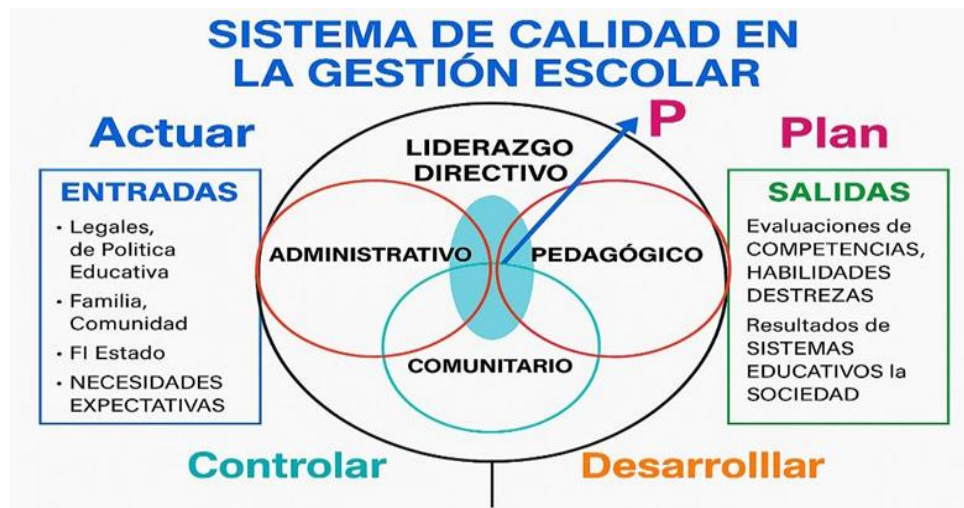 SISTEMA DE CALIDAD EN
LA GESTIÓN ESCOLAR
Actuar
P
Plan
ENTRADAS
• Legales,
de Politica
Educativa
• Familia,
Comunidad
• FI Estado
• NECESIDADES
EXPECTATIVAS
LIDERAZGO
DIRECTIVO
ADMINISTRATIVO
PEDAGÓGICO
COMUNITARIO
SALIDAS
Evaluaciones de
COMPETENCIAS,
HABILIDADES
DESTREZAS
Resultados de
SISTEMAS
EDUCATIVOS la
SOCIEDAD
Controlar
Desarrolllar